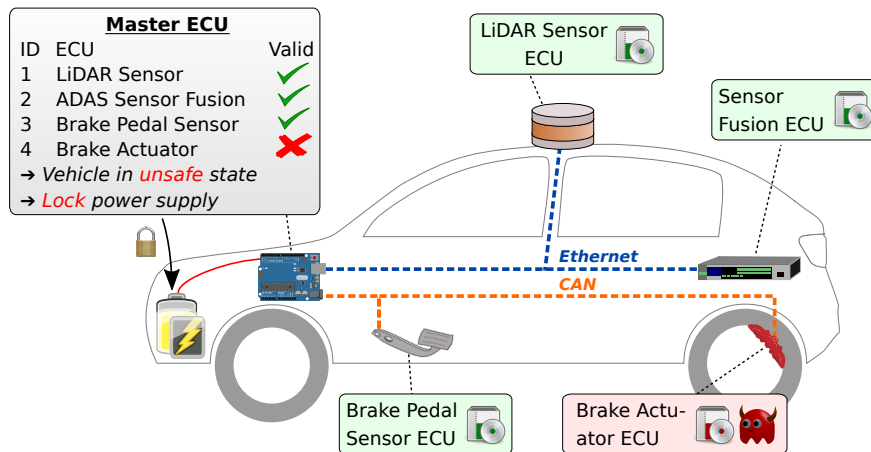 Master ECU
ID ECU Valid
1 LiDAR Sensor
2 ADAS Sensor Fusion
3 Brake Pedal Sensor
4 Brake Actuator
➔ Vehicle in unsafe state
➔ Lock power supply
LiDAR Sensor
ECU
Sensor
Fusion ECU
Ethernet
CAN
Brake Pedal
Sensor ECU
Brake Actu-
ator ECU